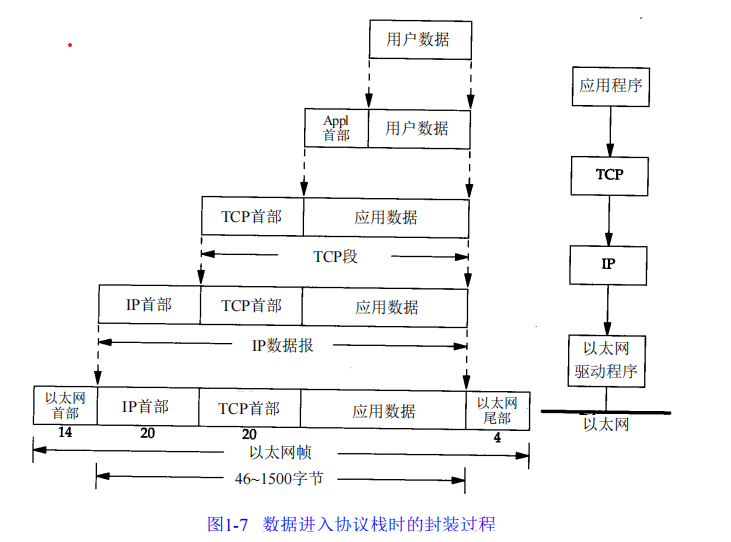 用户数据
Appl
首部
用户数据
TCP首部
应用数据
TCP段
IP首部
TCP首部
应用数据
IP数据报
以太网
首部
IP首部
TCP首部
应用数据
以太网
尾部
14
20
20
4
以太网帧
46~1500字节
应用程序
TCP
IP
以太网
驱动程序
以太网
图1-7 数据进入协议栈时的封装过程